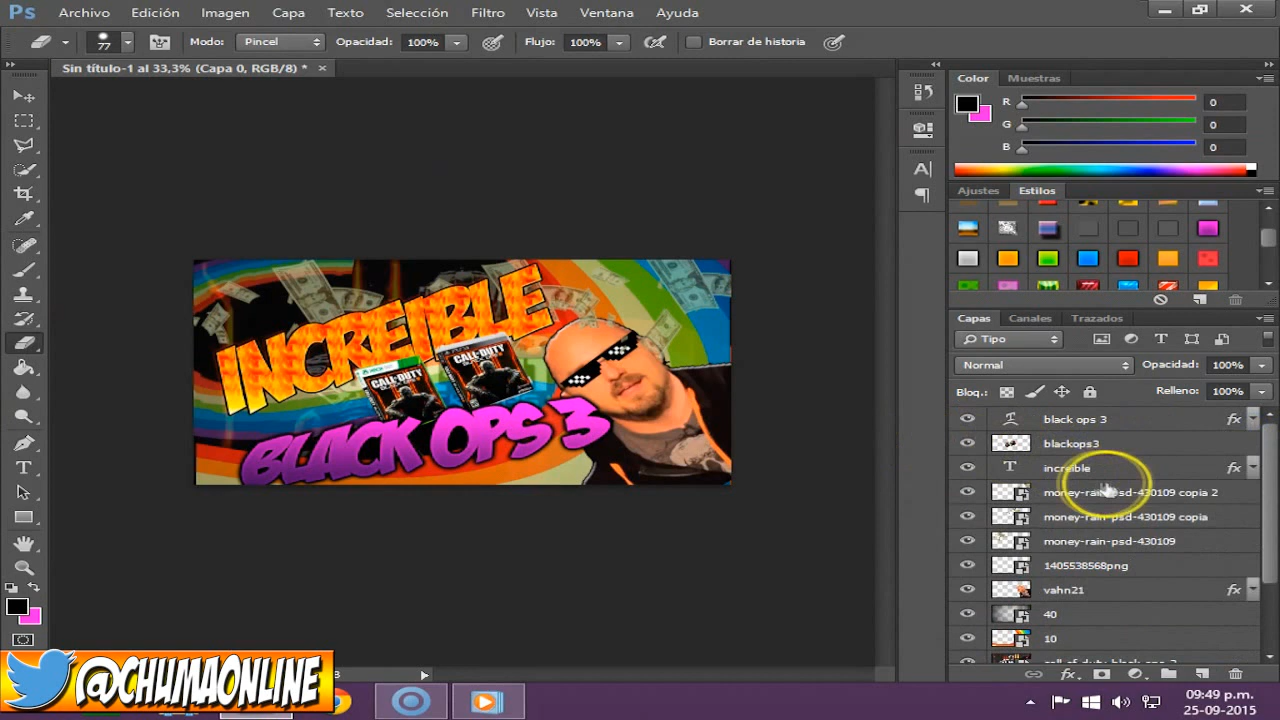 Ps Archivo Edición Imagen Capa Texto Selección Filtro Vista Ventana Ayuda
77 Modo: Pincel Opacidad: 100% Flujo: 100% Borrar de historia
Sin título-1 al 33,3% (Capa 0, RGB/8) * ×
Color Muestras
R 0
G 0
B 0
Ajustes Estilos
INCREIBLE
CALL OF DUTY
CALL OF DUTY
BLACK OPS 3
Capas Canales Trazados
Tipo
Normal Opacidad: 100%
Bloq.: Relleno: 100%
black ops 3 fx
blackops3
increible fx
money-rain-psd-430109 copia 2
money-rain-psd-430109 copia
money-rain-psd-430109
1405538568png
vahn21 fx
40
10
@CHUMAONLINE
09:49 p.m.
25-09-2015